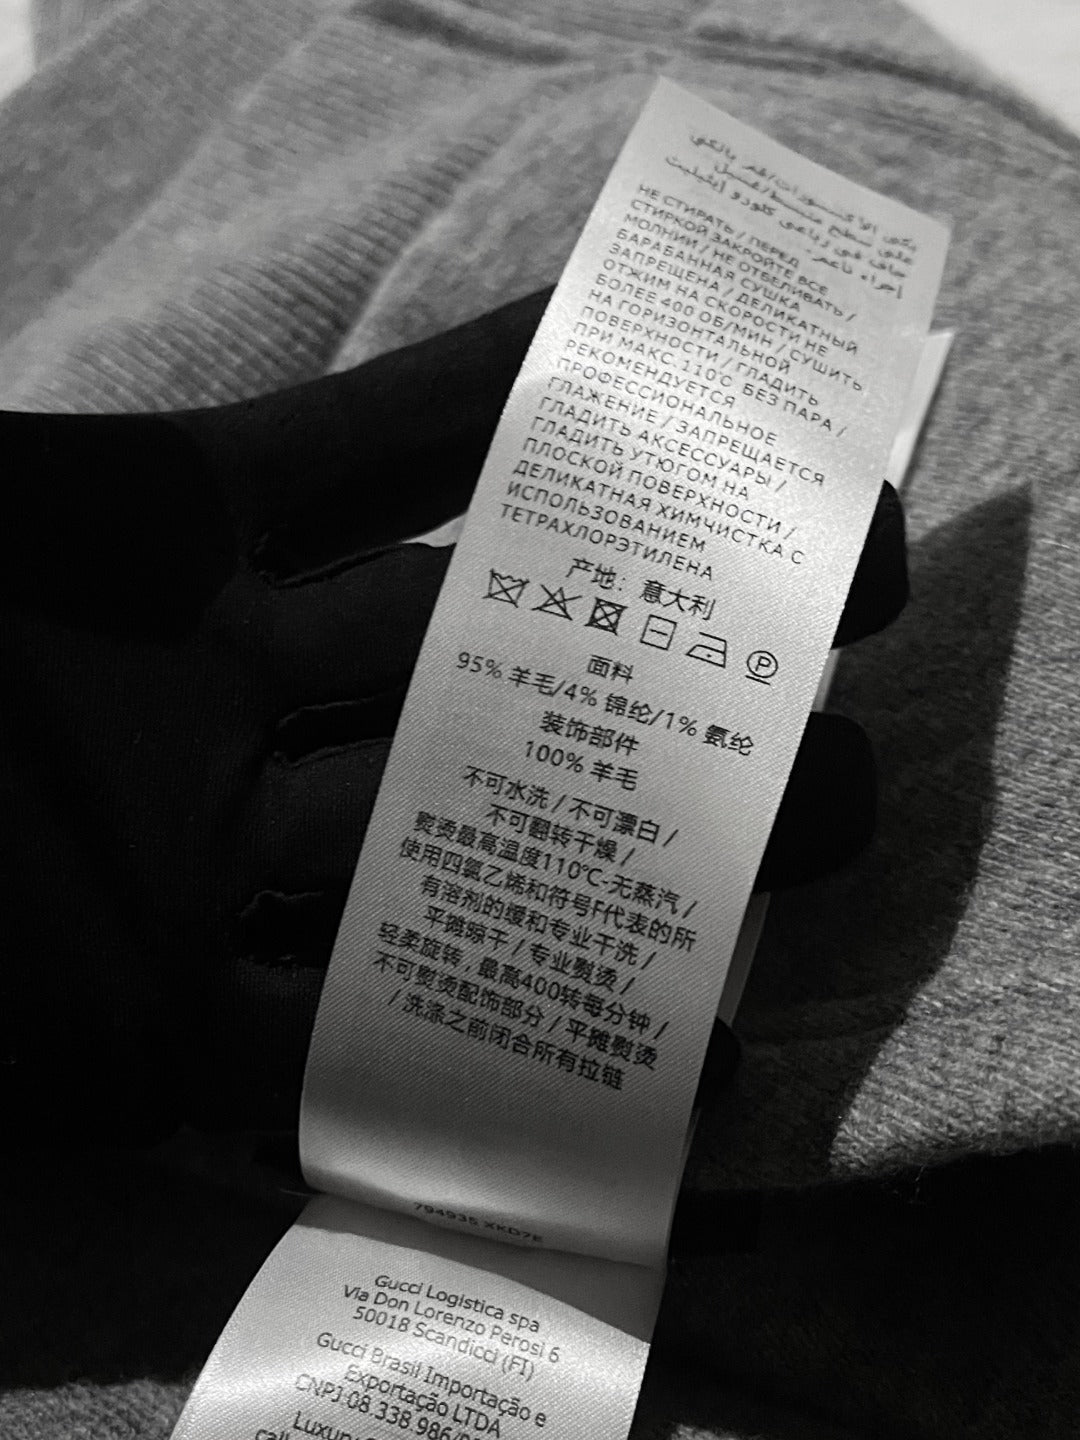 НЕ СТИРАТЬ / ПЕРЕД
СТИРКОЙ ЗАКРОЙТЕ ВСЕ
МОЛНИИ / НЕ ОТБЕЛИВАТЬ /
БАРАБАННАЯ СУШКА
ЗАПРЕЩЕНА / ДЕЛИКАТНЫЙ
ОТЖИМ НА СКОРОСТИ НЕ
БОЛЕЕ 400 ОБ/МИН / СУШИТЬ
НА ГОРИЗОНТАЛЬНОЙ
ПОВЕРХНОСТИ / ГЛАДИТЬ
ПРИ МАКС. 110C БЕЗ ПАРА /
РЕКОМЕНДУЕТСЯ
ПРОФЕССИОНАЛЬНОЕ
ГЛАЖЕНИЕ / ЗАПРЕЩАЕТСЯ
ГЛАДИТЬ АКСЕССУАРЫ /
ГЛАДИТЬ УТЮГОМ НА
ПЛОСКОЙ ПОВЕРХНОСТИ /
ДЕЛИКАТНАЯ ХИМЧИСТКА С
ИСПОЛЬЗОВАНИЕМ
ТЕТРАХЛОРЭТИЛЕНА
产地：意大利
P
面料
95% 羊毛/4% 锦纶/1% 氨纶
装饰部件
100% 羊毛
不可水洗 / 不可漂白 /
不可翻转干燥 /
熨烫最高温度110℃-无蒸汽 /
使用四氯乙烯和符号F代表的所
有溶剂的缓和专业干洗 /
平摊晾干 / 专业熨烫 /
轻柔旋转，最高400转每分钟 /
不可熨烫配饰部分 / 平摊熨烫
/ 洗涤之前闭合所有拉链
794935 XKD7E
Gucci Logistica spa
Via Don Lorenzo Perosi 6
50018 Scandicci (FI)
Gucci Brasil Importação e
Exportação LTDA
CNPJ 08.338.986/
Luxury